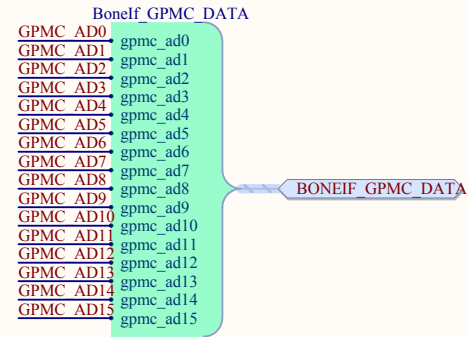 BoneIf_GPMC_DATA
GPMC_AD0 gpmc_ad0
GPMC_AD1 gpmc_ad1
GPMC_AD2 gpmc_ad2
GPMC_AD3 gpmc_ad3
GPMC_AD4 gpmc_ad4
GPMC_AD5 gpmc_ad5
GPMC_AD6 gpmc_ad6
GPMC_AD7 gpmc_ad7
GPMC_AD8 gpmc_ad8 BONEIF_GPMC_DATA
GPMC_AD9 gpmc_ad9
GPMC_AD10 gpmc_ad10
GPMC_AD11 gpmc_ad11
GPMC_AD12 gpmc_ad12
GPMC_AD13 gpmc_ad13
GPMC_AD14 gpmc_ad14
GPMC_AD15 gpmc_ad15